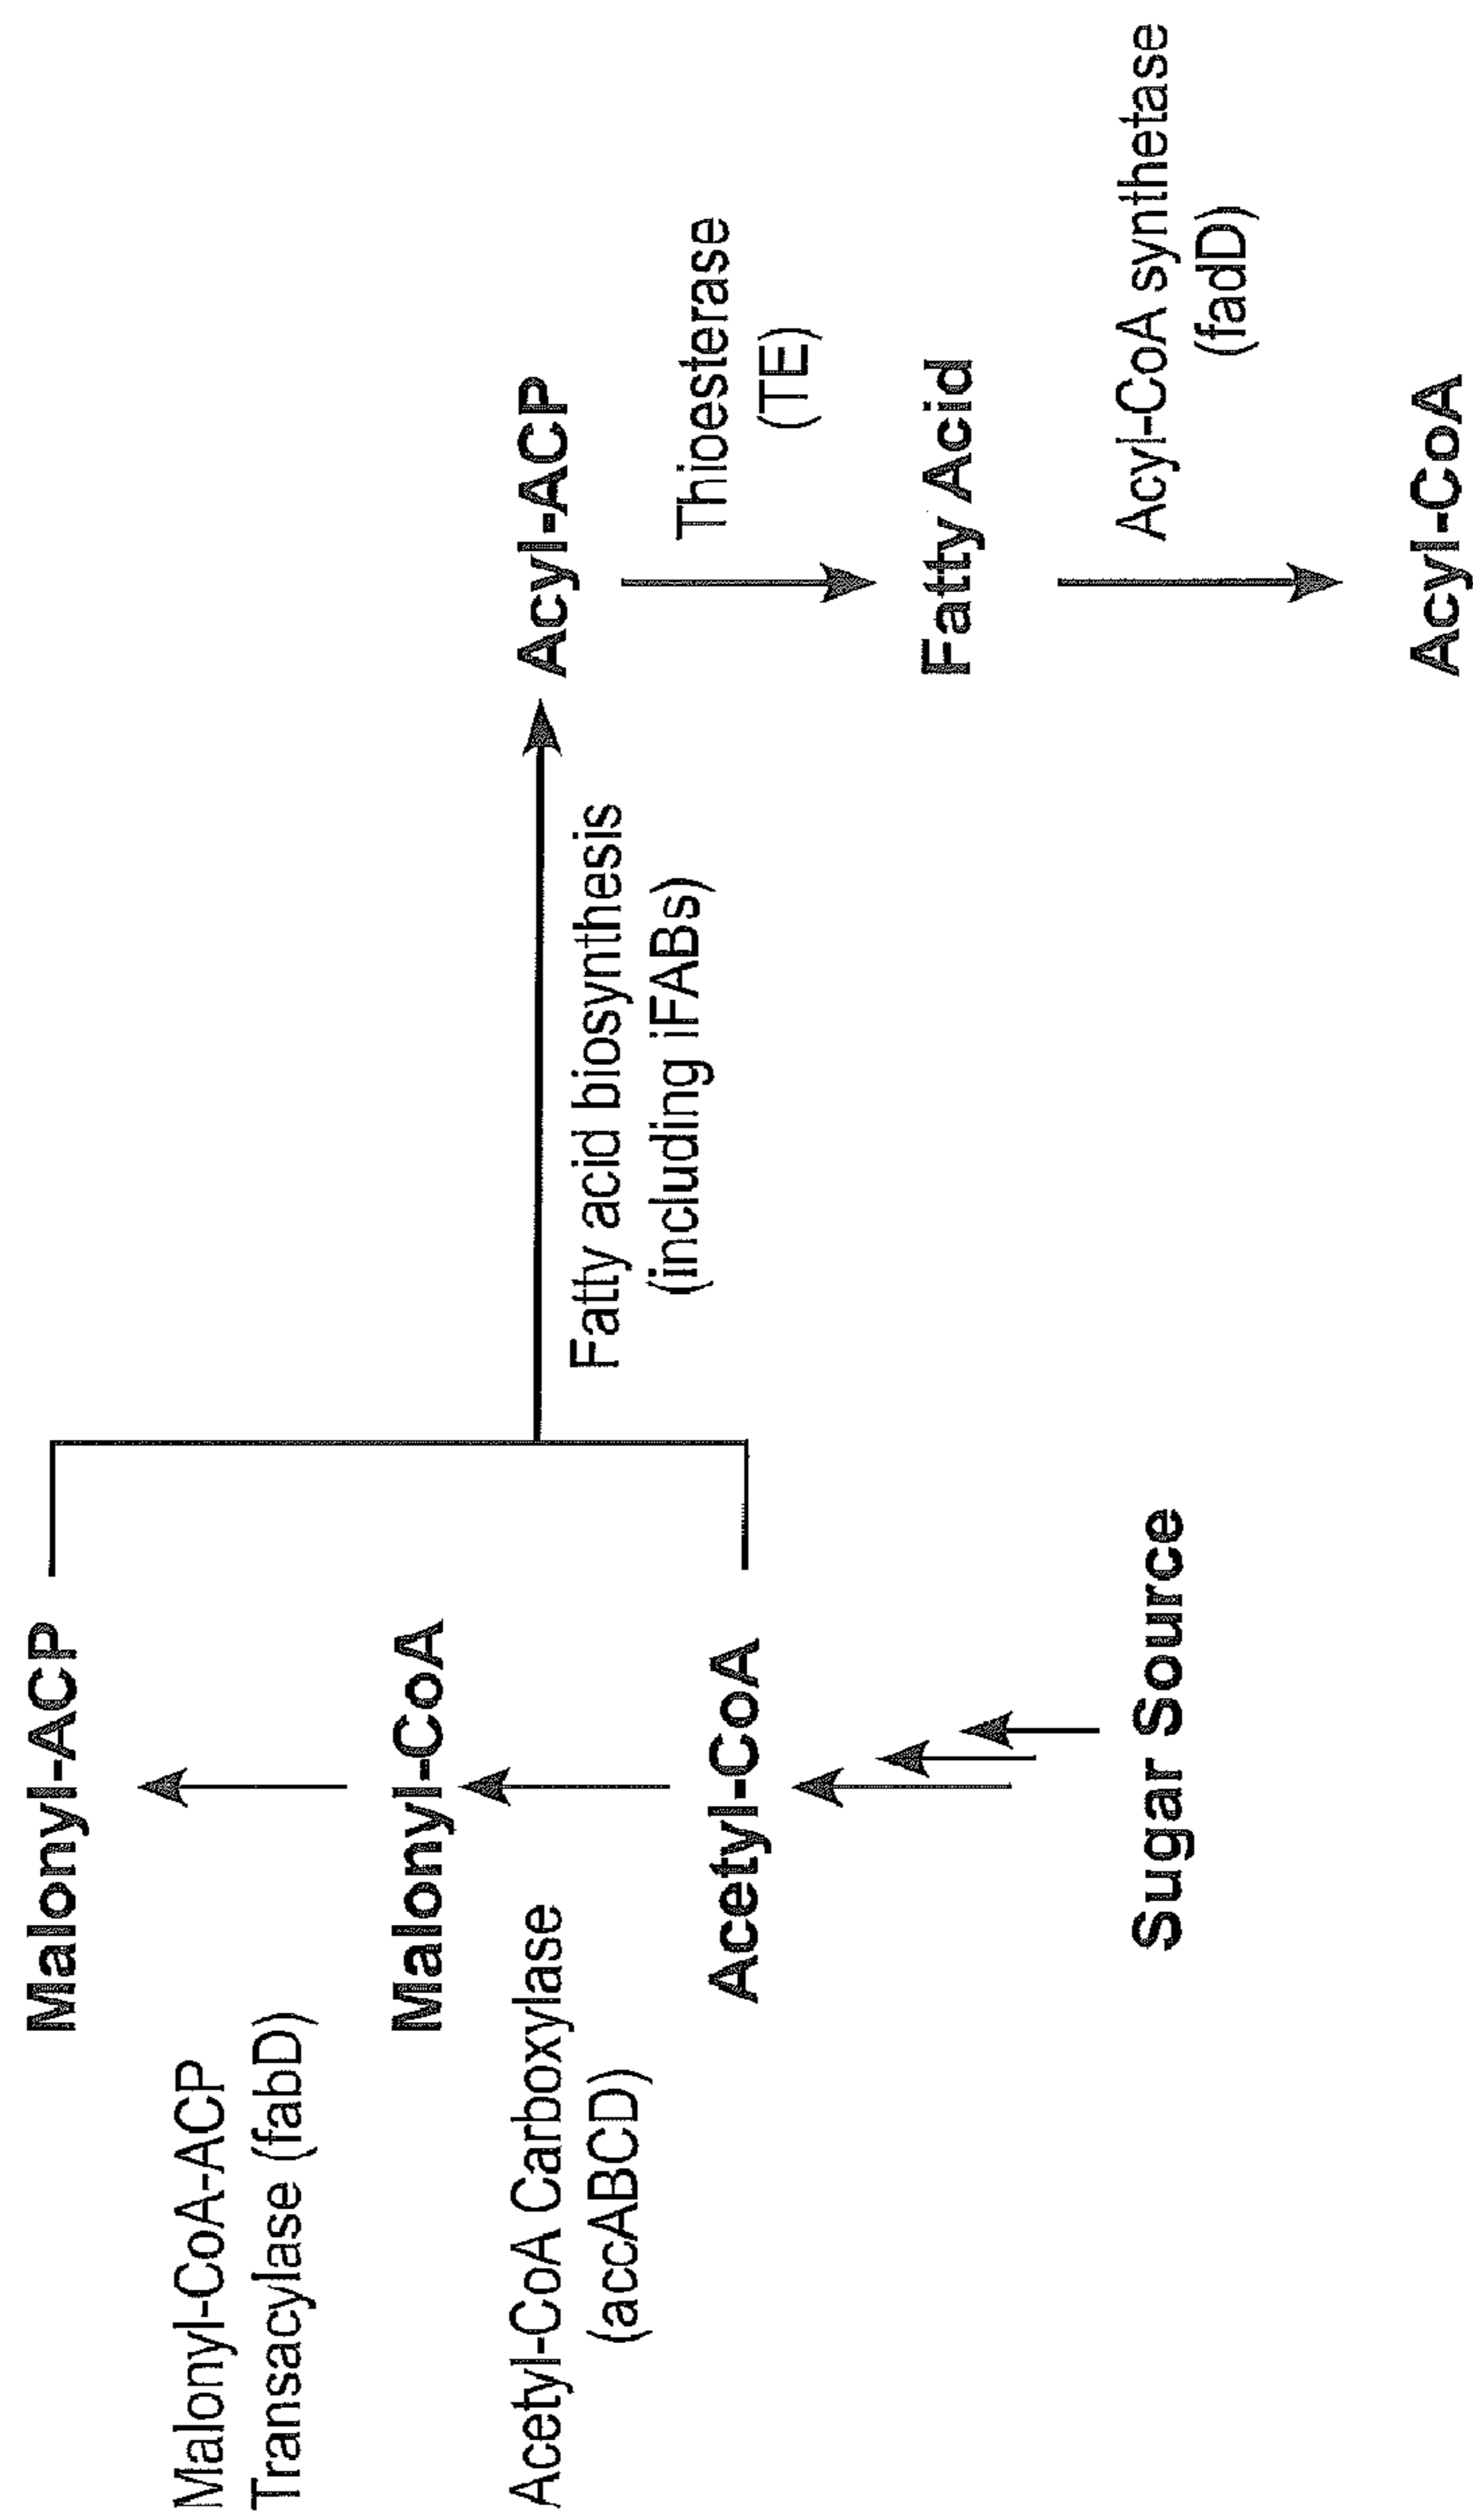 Malonyl-ACP
Malonyl-CoA-ACP
Transacylase (fabD)
Malonyl-CoA
Acetyl-CoA Carboxylase
(accABCD)
Acetyl-CoA
Sugar Source
Fatty acid biosynthesis
(including iFABs)
Acyl-ACP
Thioesterase
(TE)
Fatty Acid
Acyl-CoA synthetase
(fadD)
Acyl-CoA